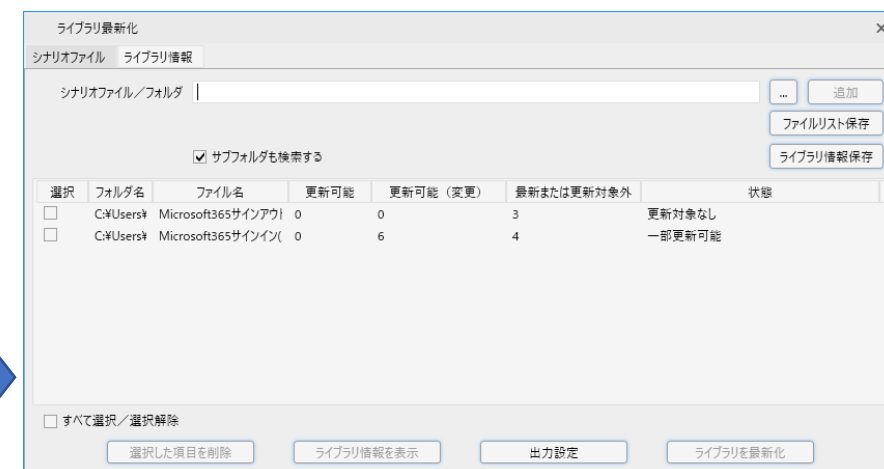 ライブラリ最新化
シナリオファイル ライブラリ情報
シナリオファイル／フォルダ ... 追加
ファイルリスト保存
サブフォルダも検索する ライブラリ情報保存
選択 フォルダ名 ファイル名 更新可能 更新可能（変更） 最新または更新対象外 状態
C:¥Users¥ Microsoft365サインアウト 0 0 3 更新対象なし
C:¥Users¥ Microsoft365サインイン( 0 6 4 一部更新可能
すべて選択／選択解除
選択した項目を削除 ライブラリ情報を表示 出力設定 ライブラリを最新化